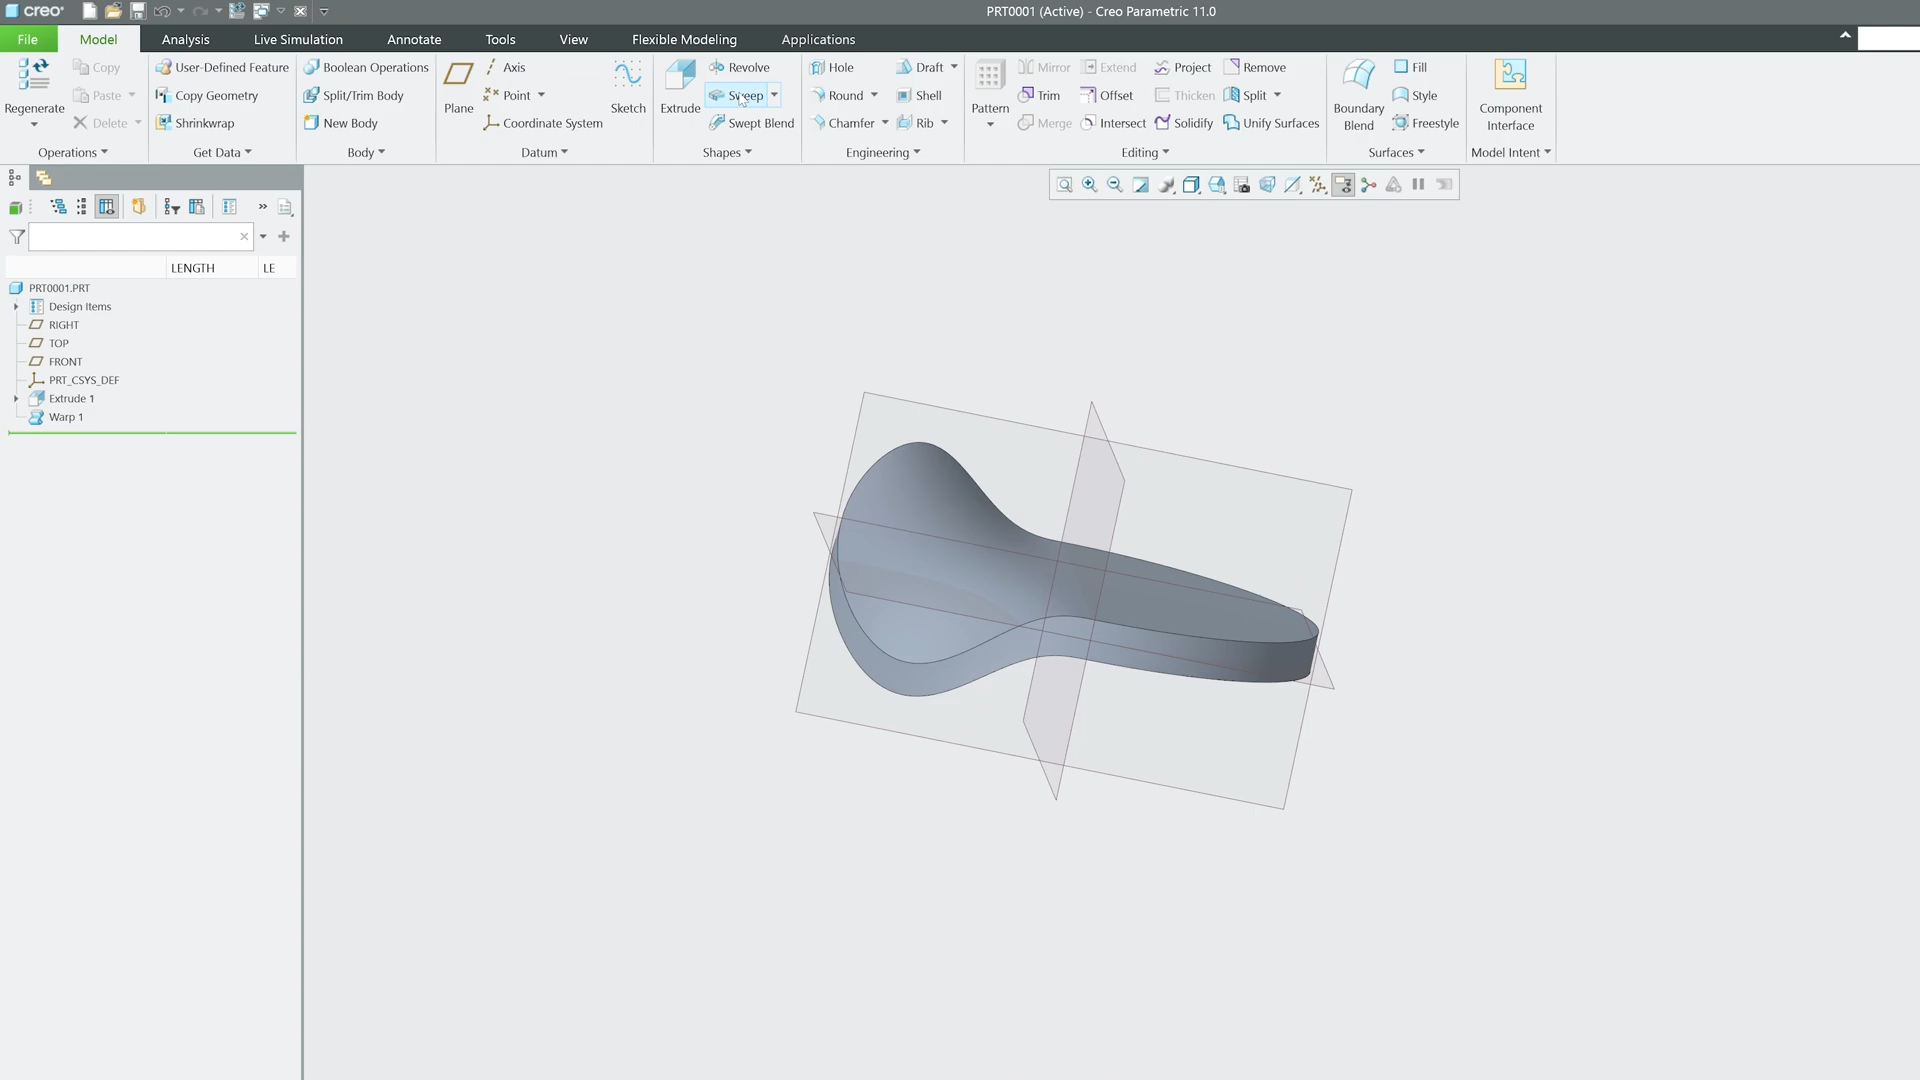 creo
PRT0001 (Active) - Creo Parametric 11.0
File Model Analysis Live Simulation Annotate Tools View Flexible Modeling Applications
Copy User-Defined Feature Boolean Operations Axis Revolve Hole Draft Mirror Extend Project Remove Fill
Regenerate Paste Copy Geometry Split/Trim Body Plane Point Sketch Extrude Sweep Round Shell Pattern Trim Offset Thicken Split Boundary Blend Style Component Interface
Delete Shrinkwrap New Body Coordinate System Swept Blend Chamfer Rib Merge Intersect Solidify Unify Surfaces Freestyle
Operations Get Data Body Datum Shapes Engineering Editing Surfaces Model Intent
LENGTH LE
PRT0001.PRT
Design Items
RIGHT
TOP
FRONT
PRT_CSYS_DEF
Extrude 1
Warp 1